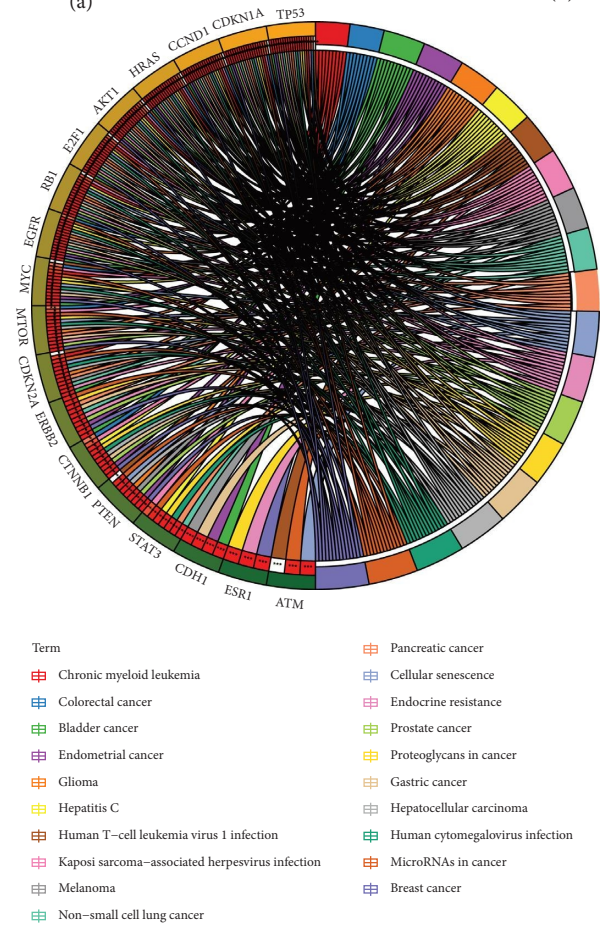 (a)
TP53
CDKN1A
CCND1
HRAS
AKT1
E2F1
RB1
EGFR
MYC
MTOR
CDKN2A
ERBB2
CTNNB1
PTEN
STAT3
CDH1
ESR1
ATM
Term
Chronic myeloid leukemia
Colorectal cancer
Bladder cancer
Endometrial cancer
Glioma
Hepatitis C
Human T−cell leukemia virus 1 infection
Kaposi sarcoma−associated herpesvirus infection
Melanoma
Non−small cell lung cancer
Pancreatic cancer
Cellular senescence
Endocrine resistance
Prostate cancer
Proteoglycans in cancer
Gastric cancer
Hepatocellular carcinoma
Human cytomegalovirus infection
MicroRNAs in cancer
Breast cancer